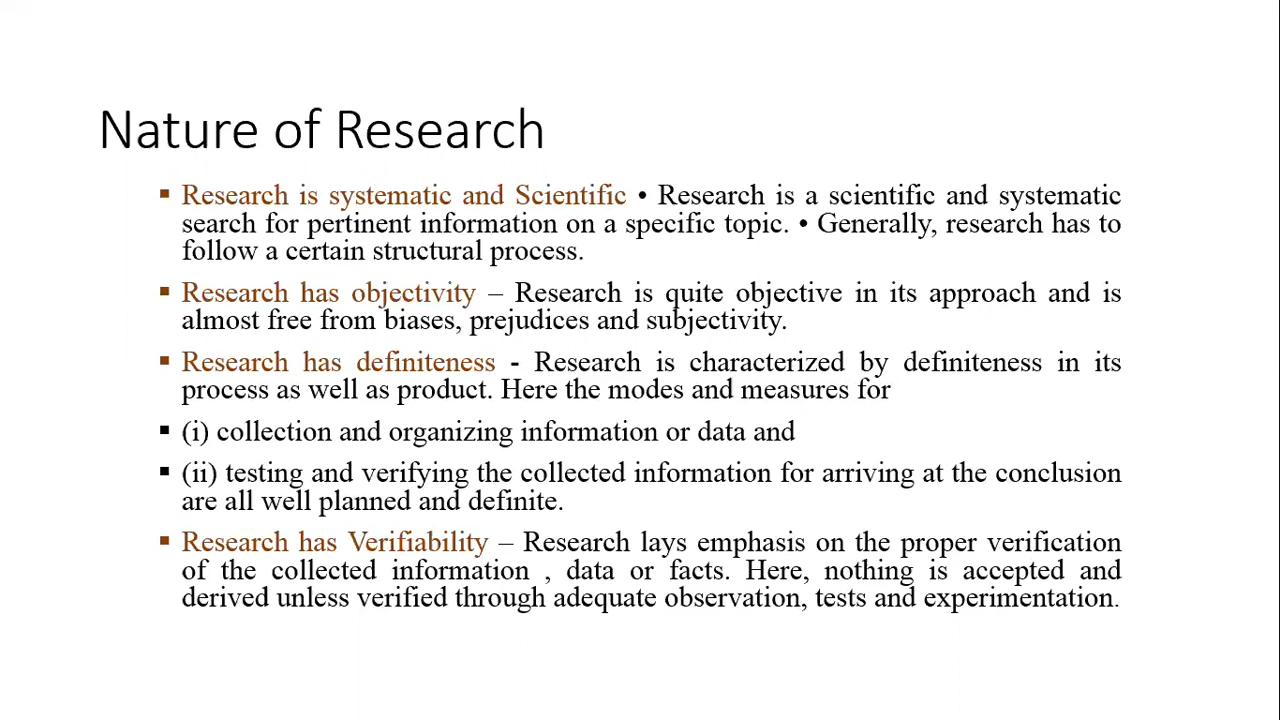 Nature of Research
▪ Research is systematic and Scientific • Research is a scientific and systematic
search for pertinent information on a specific topic. • Generally, research has to
follow a certain structural process.
▪ Research has objectivity – Research is quite objective in its approach and is
almost free from biases, prejudices and subjectivity.
▪ Research has definiteness - Research is characterized by definiteness in its
process as well as product. Here the modes and measures for
▪ (i) collection and organizing information or data and
▪ (ii) testing and verifying the collected information for arriving at the conclusion
are all well planned and definite.
▪ Research has Verifiability – Research lays emphasis on the proper verification
of the collected information , data or facts. Here, nothing is accepted and
derived unless verified through adequate observation, tests and experimentation.